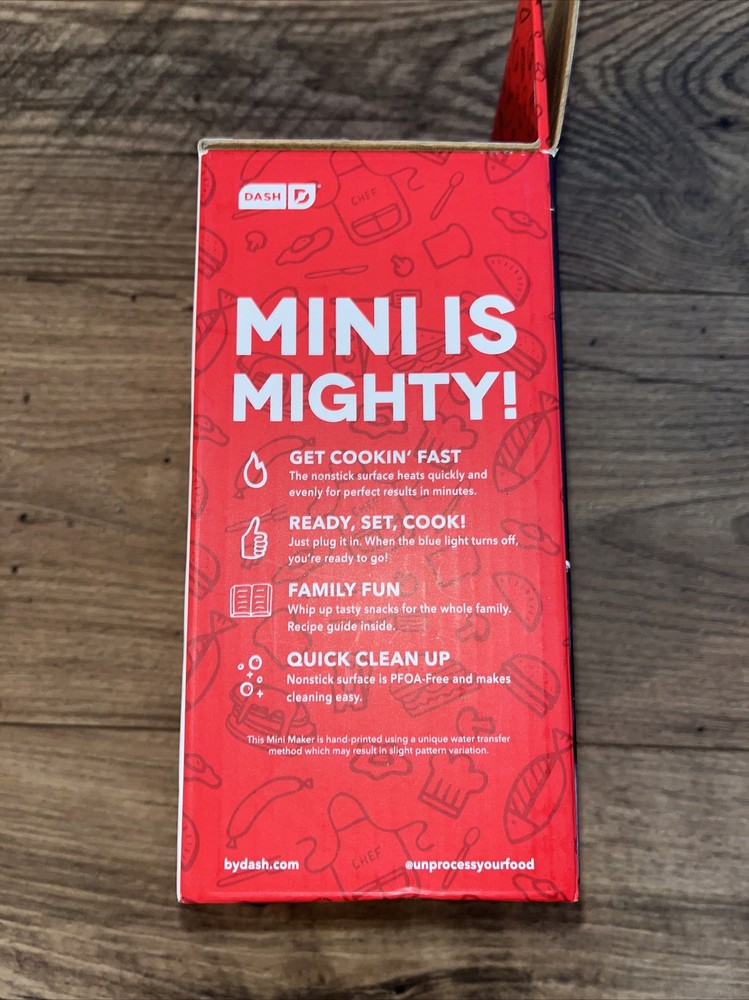 DASH D
CHEF
MINI IS
MIGHTY!
GET COOKIN' FAST
The nonstick surface heats quickly and
evenly for perfect results in minutes.
READY, SET, COOK!
Just plug it in. When the blue light turns off,
you're ready to go!
FAMILY FUN
Whip up tasty snacks for the whole family.
Recipe guide inside.
QUICK CLEAN UP
Nonstick surface is PFOA-Free and makes
cleaning easy.
This Mini Maker is hand-printed using a unique water transfer
method which may result in slight pattern variation.
CHEF
bydash.com @unprocessyourfood